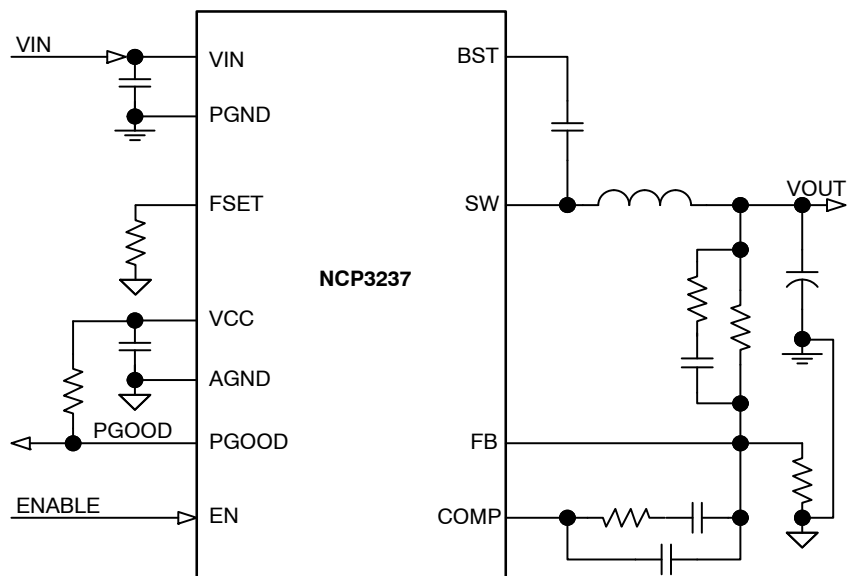 VIN
VIN
PGND
FSET
VCC
AGND
PGOOD
PGOOD
ENABLE
EN
NCP3237
BST
SW
VOUT
FB
COMP